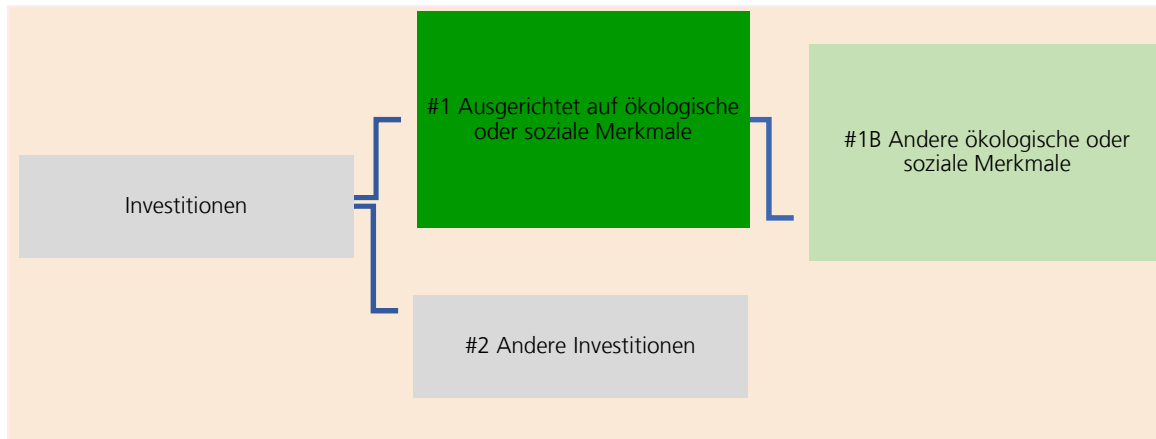 #1 Ausgerichtet auf ökologische
oder soziale Merkmale
#1B Andere ökologische oder
soziale Merkmale
Investitionen
#2 Andere Investitionen